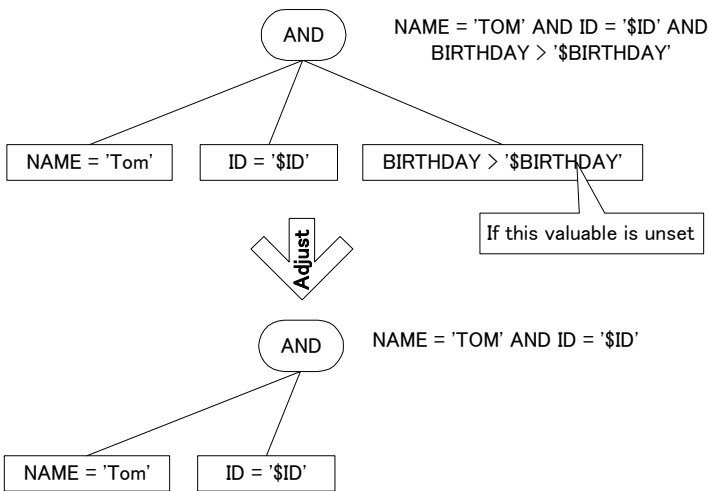 AND
NAME = 'TOM' AND ID = '$ID' AND
BIRTHDAY > '$BIRTHDAY'
NAME = 'Tom'
ID = '$ID'
BIRTHDAY > '$BIRTHDAY'
If this valuable is unset
Adjust
AND
NAME = 'TOM' AND ID = '$ID'
NAME = 'Tom'
ID = '$ID'